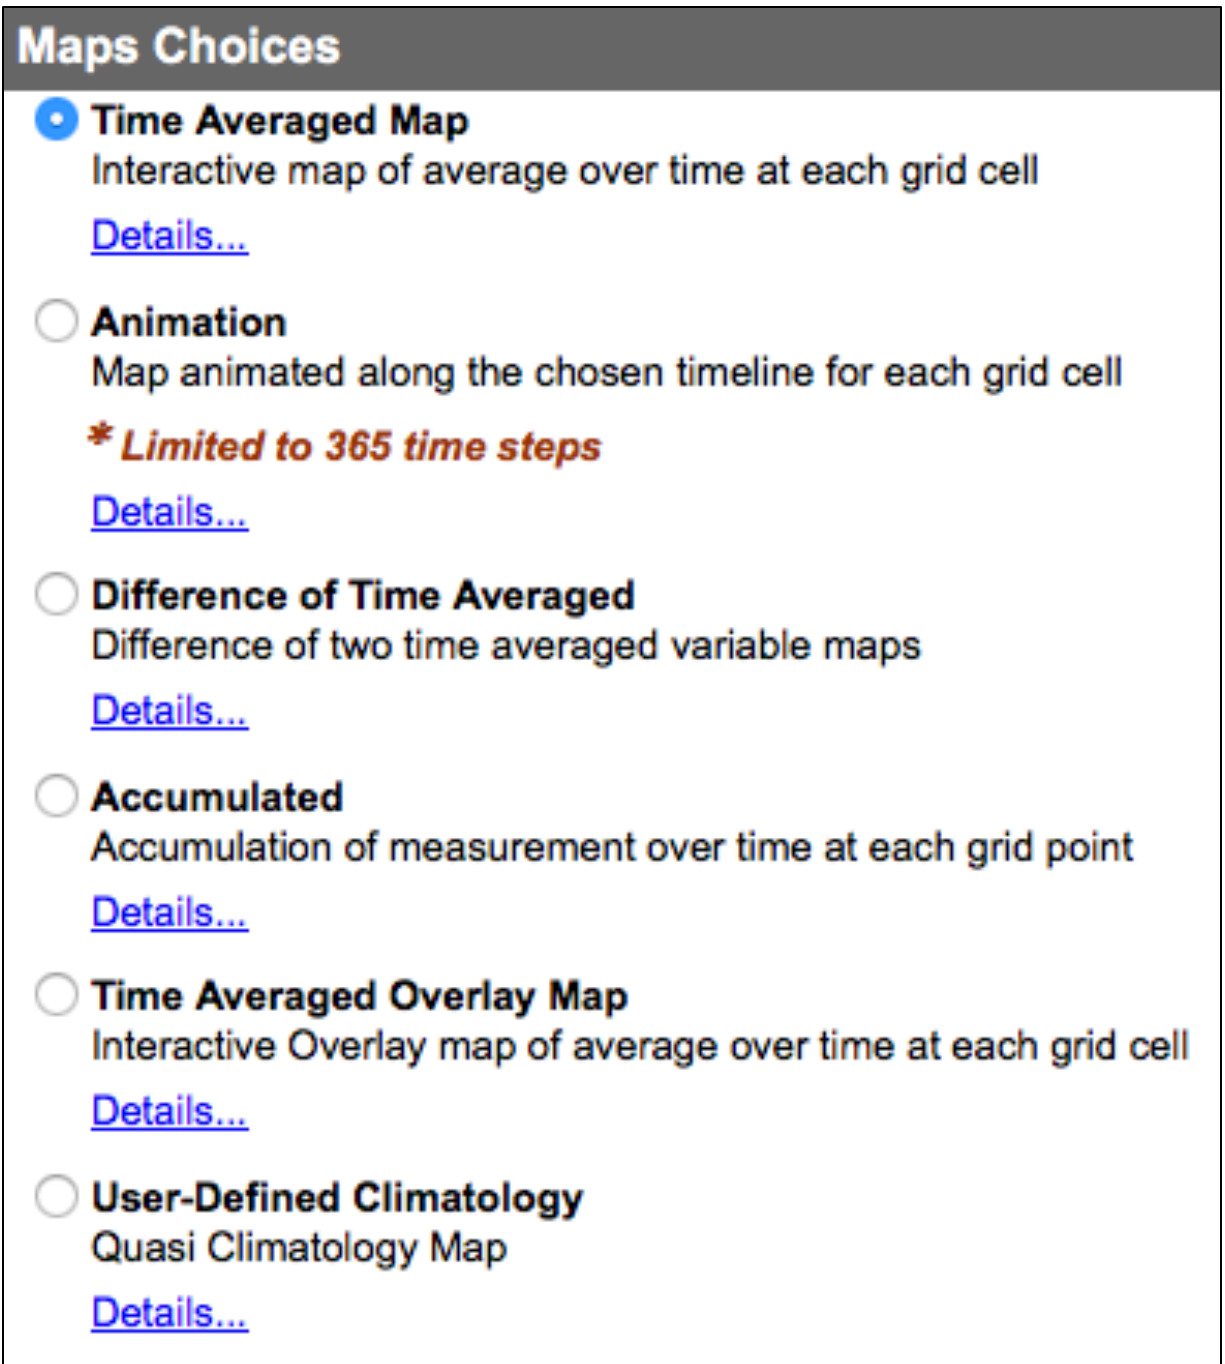 Maps Choices
Time Averaged Map
Interactive map of average over time at each grid cell
Details...
Animation
Map animated along the chosen timeline for each grid cell
* Limited to 365 time steps
Details...
Difference of Time Averaged
Difference of two time averaged variable maps
Details...
Accumulated
Accumulation of measurement over time at each grid point
Details...
Time Averaged Overlay Map
Interactive Overlay map of average over time at each grid cell
Details...
User-Defined Climatology
Quasi Climatology Map
Details...